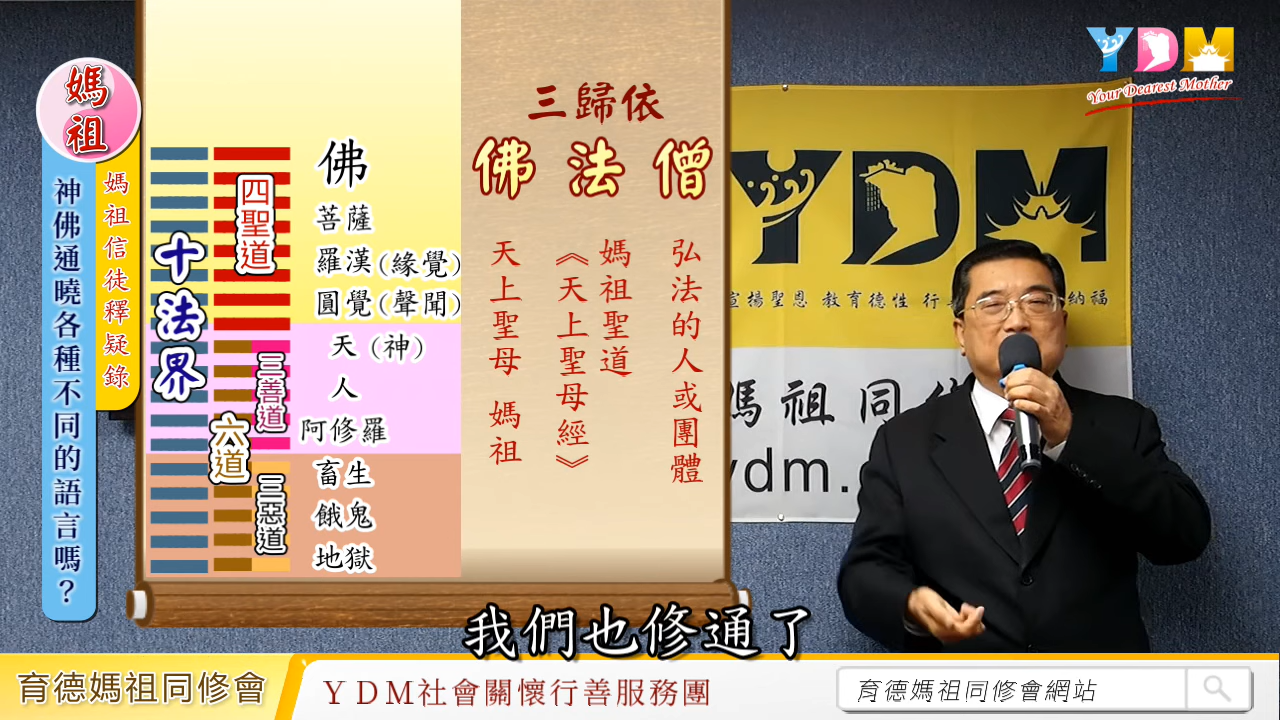 媽祖
媽祖信徒釋疑錄
神佛通曉各種不同的語言嗎？
十法界
四聖道
六道
三善道
三惡道
佛
菩薩
羅漢(緣覺)
圓覺(聲聞)
天(神)
人
阿修羅
畜生
餓鬼
地獄
三歸依
佛 法 僧
天上聖母 媽祖
媽祖聖道
《天上聖母經》
弘法的人或團體
YDM
Your Dearest Mother
YDM
宣揚聖恩 教育德性 行
納福
媽祖同修
ydm.
我們也修通了
育德媽祖同修會
ＹＤＭ社會關懷行善服務團
育德媽祖同修會網站